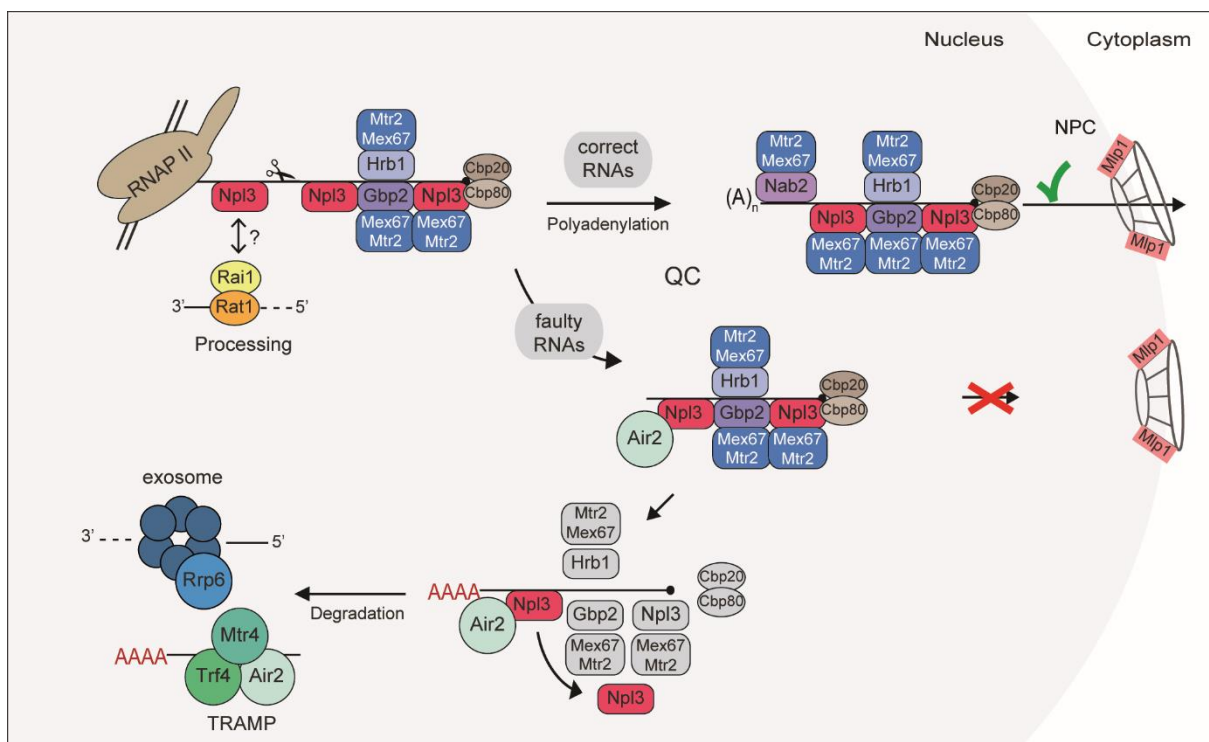 Nucleus
Cytoplasm
RNAP II
Npl3
?
Rai1
Rat1
3’
5’
Processing
Mtr2
Mex67
Hrb1
Npl3
Gbp2
Npl3
Cbp20
Cbp80
Mex67
Mtr2
Mex67
Mtr2
correct
RNAs
Polyadenylation
Mtr2
Mex67
Nab2
(A)n
Mtr2
Mex67
Hrb1
Npl3
Gbp2
Npl3
Cbp20
Cbp80
Mex67
Mtr2
Mex67
Mtr2
Mex67
Mtr2
NPC
Mlp1
Mlp1
QC
faulty
RNAs
Mtr2
Mex67
Hrb1
Npl3
Gbp2
Npl3
Cbp20
Cbp80
Air2
Mex67
Mtr2
Mex67
Mtr2
Mlp1
Mlp1
Mtr2
Mex67
Hrb1
AAAA
Npl3
Air2
Gbp2
Npl3
Cbp20
Cbp80
Mex67
Mtr2
Mex67
Mtr2
Npl3
Degradation
exosome
3’
5’
Rrp6
Mtr4
AAAA
Trf4
Air2
TRAMP